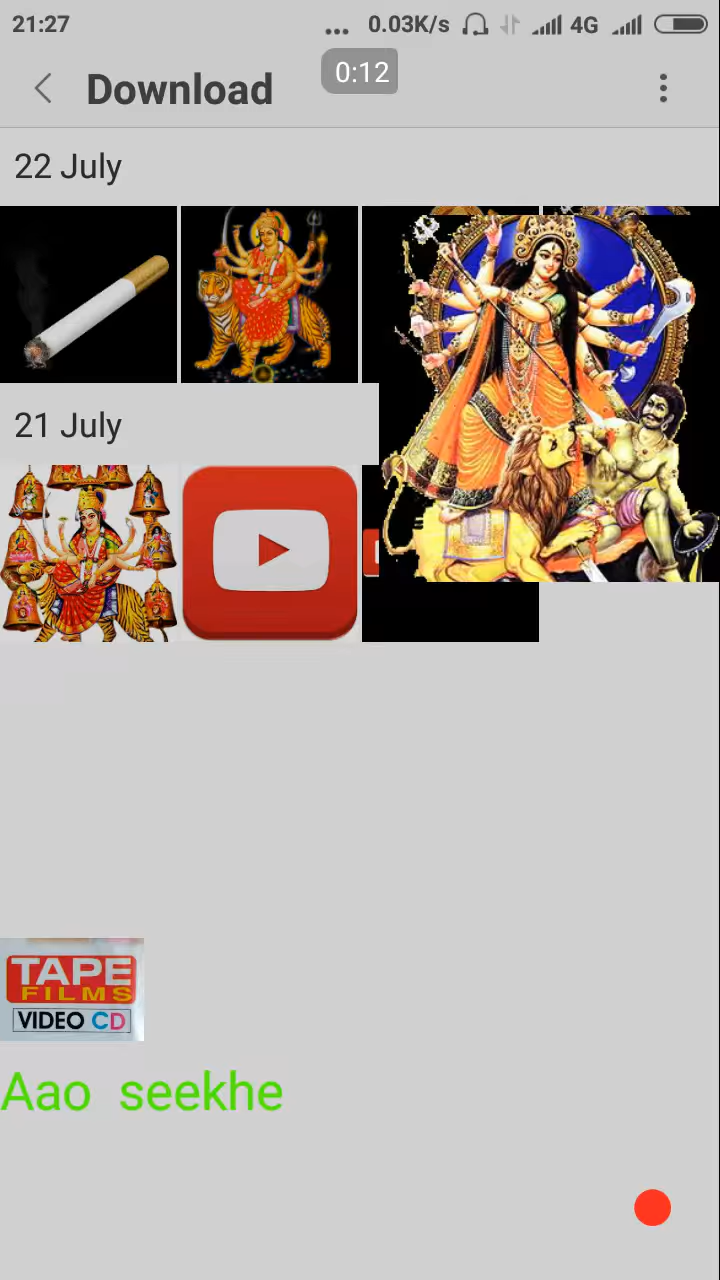 21:27
... 0.03K/s 4G
0:12
Download
22 July
21 July
TAPE
FILMS
VIDEO CD
Aao seekhe